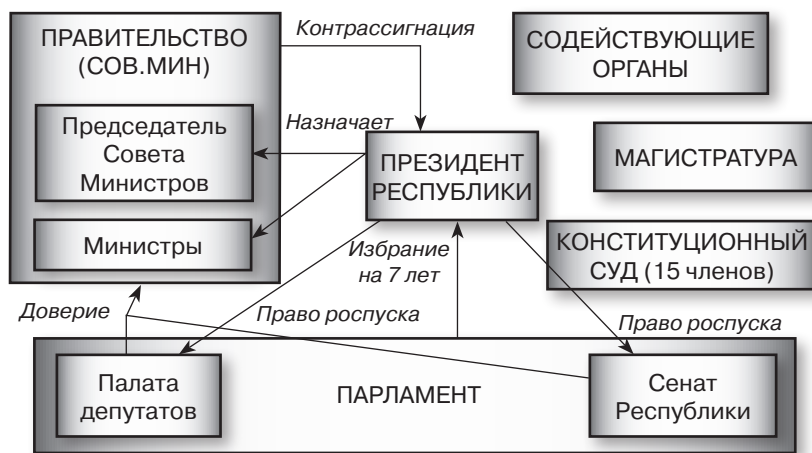 ПРАВИТЕЛЬСТВО
(СОВ.МИН)
Контрассигнация
СОДЕЙСТВУЮЩИЕ
ОРГАНЫ
Председатель
Совета
Министров
Назначает
ПРЕЗИДЕНТ
РЕСПУБЛИКИ
МАГИСТРАТУРА
Министры
Избрание
на 7 лет
КОНСТИТУЦИОННЫЙ
СУД (15 членов)
Доверие
Право роспуска
Право роспуска
Палата
депутатов
ПАРЛАМЕНТ
Сенат
Республики